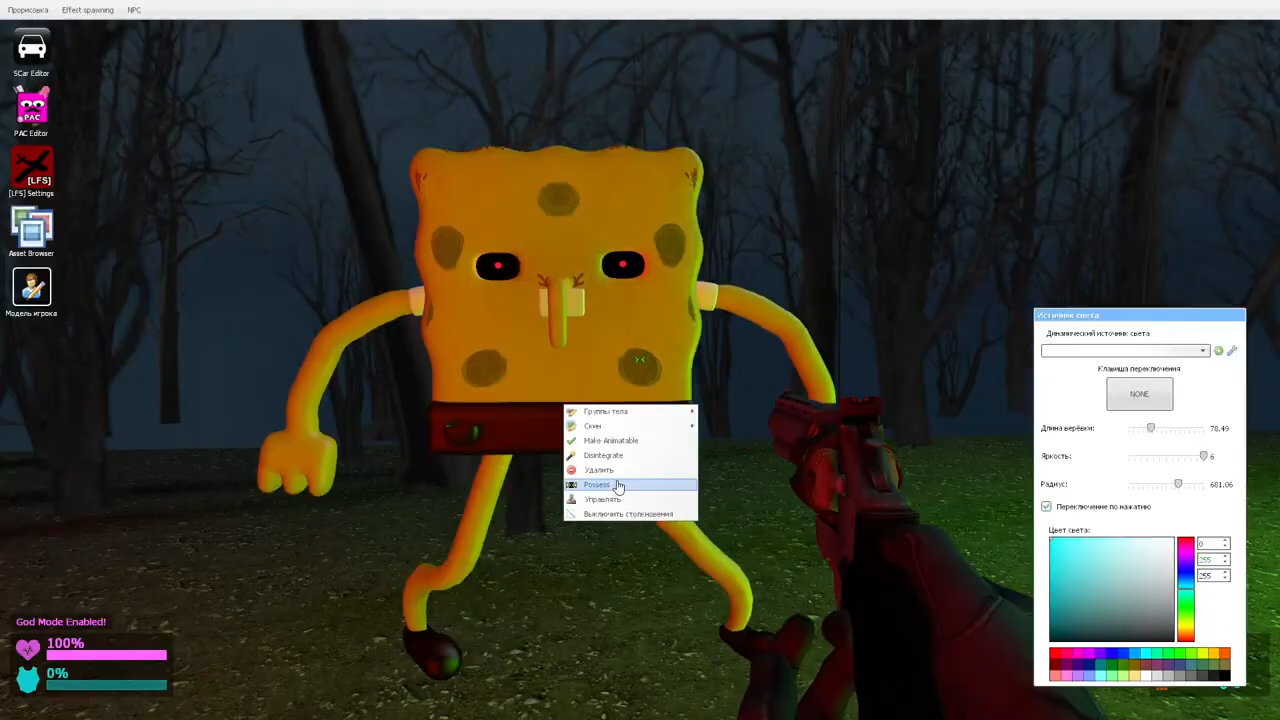 Прорисовка Effect spawning NPC
SCar Editor
PAC
PAC Editor
[LFS]
[LFS] Settings
Asset Browser
Модель игрока
Группы тела
Скин
Make Animatable
Disintegrate
Удалить
Possess
Управлять
Выключить столкновения
Источник света
Динамический источник света
Клавиша переключения
NONE
Длина верёвки: 78.49
Яркость: 6
Радиус: 681.06
Переключение по нажатию
Цвет света:
0
255
255
God Mode Enabled!
100%
0%